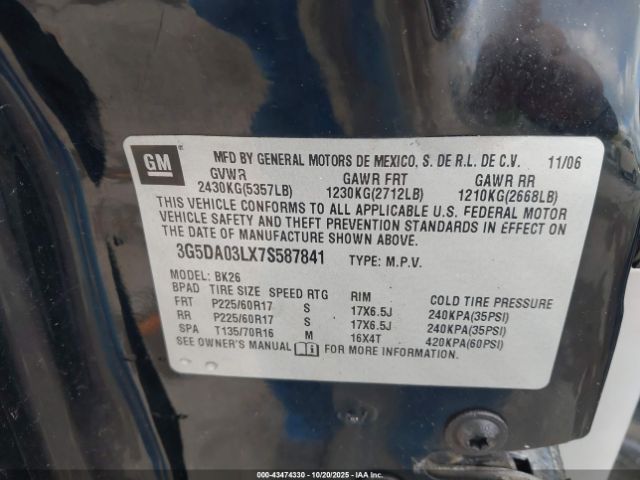 GM
MFD BY GENERAL MOTORS DE MEXICO, S. DE R.L. DE C.V. 11/06
GVWR GAWR FRT GAWR RR
2430KG(5357LB) 1230KG(2712LB) 1210KG(2668LB)
THIS VEHICLE CONFORMS TO ALL APPLICABLE U.S. FEDERAL MOTOR
VEHICLE SAFETY AND THEFT PREVENTION STANDARDS IN EFFECT ON
THE DATE OF MANUFACTURE SHOWN ABOVE.
3G5DA03LX7S587841 TYPE: M.P.V.
MODEL: BK26
BPAD TIRE SIZE SPEED RTG RIM COLD TIRE PRESSURE
FRT P225/60R17 S 17X6.5J 240KPA(35PSI)
RR P225/60R17 S 17X6.5J 240KPA(35PSI)
SPA T135/70R16 M 16X4T 420KPA(60PSI)
SEE OWNER'S MANUAL FOR MORE INFORMATION.
000-43474330 | 10/20/2025 - IAA, Inc.